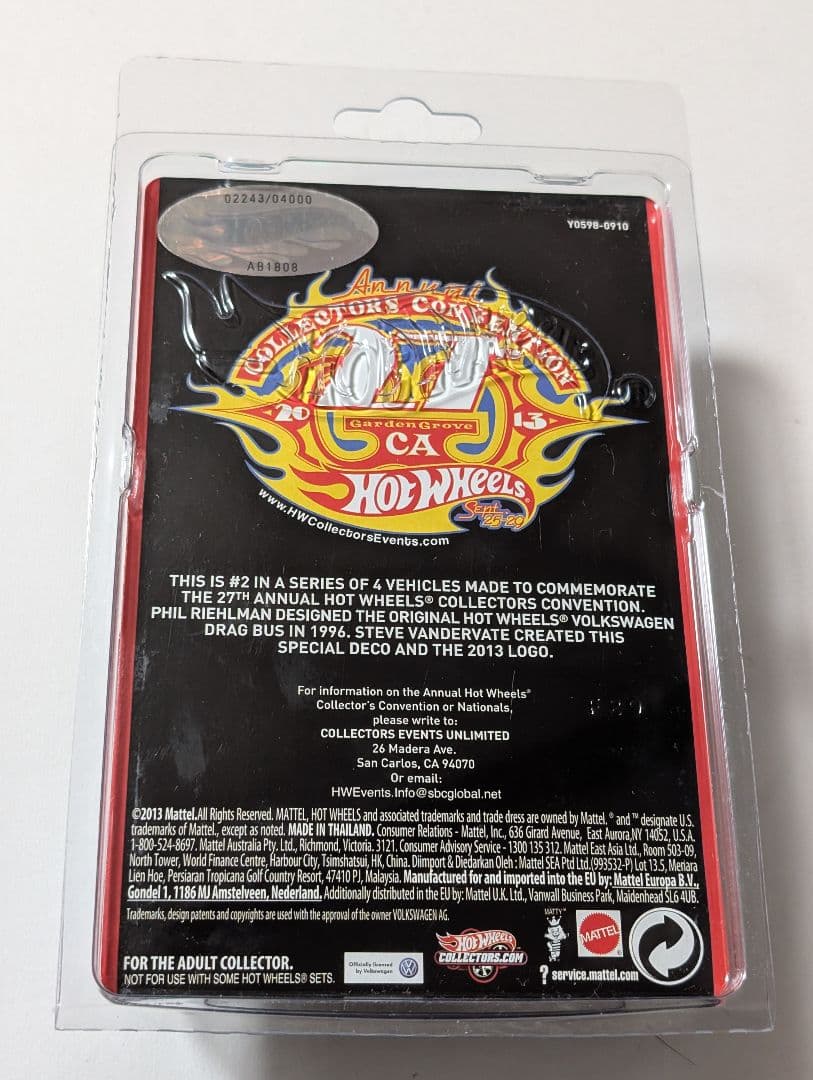 02243/04000
AB1808
Y0598-0910
Annual
COLLECTORS CONVENTION
27
2013
Garden Grove
CA
HOT WHEELS®
Sept. 25-29
www.HWCollectorsEvents.com
THIS IS #2 IN A SERIES OF 4 VEHICLES MADE TO COMMEMORATE
THE 27TH ANNUAL HOT WHEELS® COLLECTORS CONVENTION.
PHIL RIEHLMAN DESIGNED THE ORIGINAL HOT WHEELS® VOLKSWAGEN
DRAG BUS IN 1996. STEVE VANDERVATE CREATED THIS
SPECIAL DECO AND THE 2013 LOGO.
For information on the Annual Hot Wheels®
Collector's Convention or Nationals,
please write to:
COLLECTORS EVENTS UNLIMITED
26 Madera Ave.
San Carlos, CA 94070
Or email:
HWEvents.Info@sbcglobal.net
©2013 Mattel.All Rights Reserved. MATTEL, HOT WHEELS and associated trademarks and trade dress are owned by Mattel. ® and ™ designate U.S.
trademarks of Mattel., except as noted. MADE IN THAILAND. Consumer Relations - Mattel, Inc., 636 Girard Avenue, East Aurora,NY 14052, U.S.A.
1-800-524-8697. Mattel Australia Pty. Ltd., Richmond, Victoria. 3121. Consumer Advisory Service - 1300 135 312. Mattel East Asia Ltd., Room 503-09,
North Tower, World Finance Centre, Harbour City, Tsimshatsui, HK, China. Diimport & Diedarkan Oleh : Mattel SEA Ptd Ltd.(993532-P) Lot 13.5, Menara
Lien Hoe, Persiaran Tropicana Golf Country Resort, 47410 PJ, Malaysia. Manufactured for and imported into the EU by: Mattel Europa B.V.,
Gondel 1, 1186 MJ Amstelveen, Nederland. Additionally distributed in the EU by: Mattel U.K. Ltd., Vanwall Business Park, Maidenhead SL6 4UB.
Trademarks, design patents and copyrights are used with the approval of the owner VOLKSWAGEN AG.
FOR THE ADULT COLLECTOR.
NOT FOR USE WITH SOME HOT WHEELS® SETS.
Officially licensed
by Volkswagen
HOT WHEELS
COLLECTORS.COM
MATTY™
MATTEL
? service.mattel.com